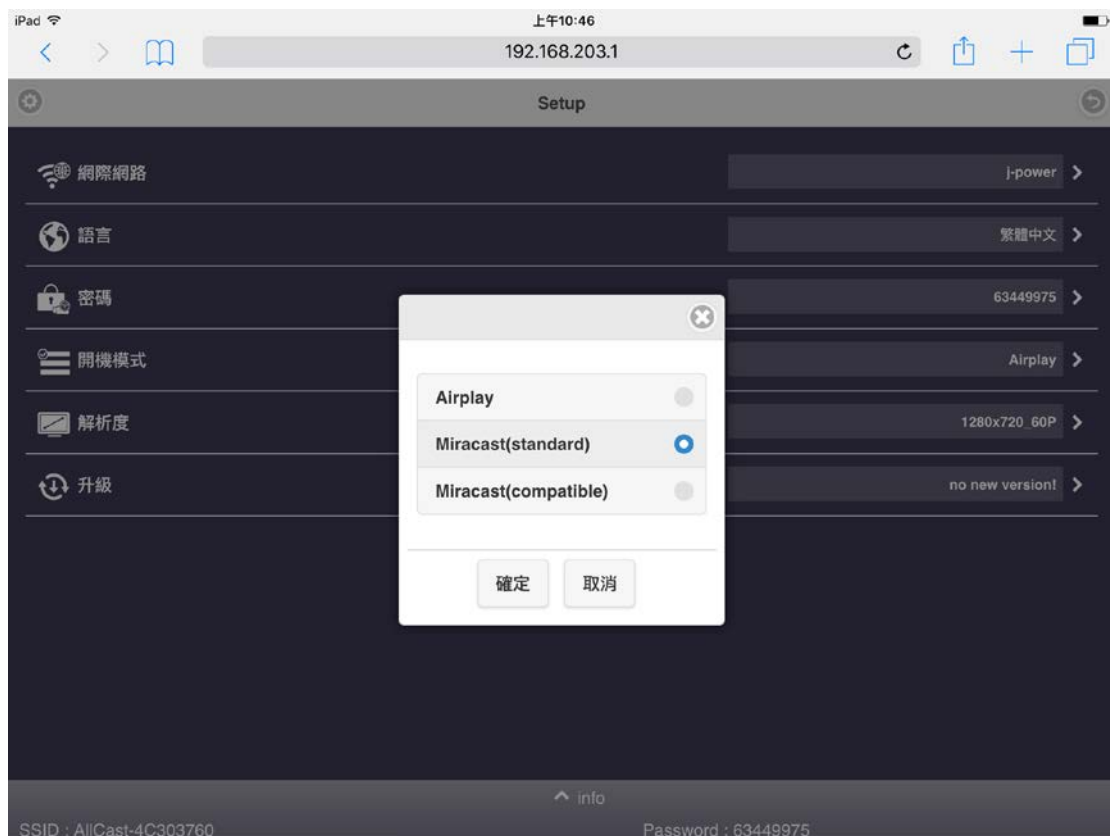 iPad 上午10:46
192.168.203.1
Setup
網際網路 j-power
語言 繁體中文
密碼 63449975
開機模式 Airplay
解析度 1280x720_60P
升級 no new version!
Airplay
Miracast(standard)
Miracast(compatible)
確定 取消
info
SSID : AllCast-4C303760 Password : 63449975